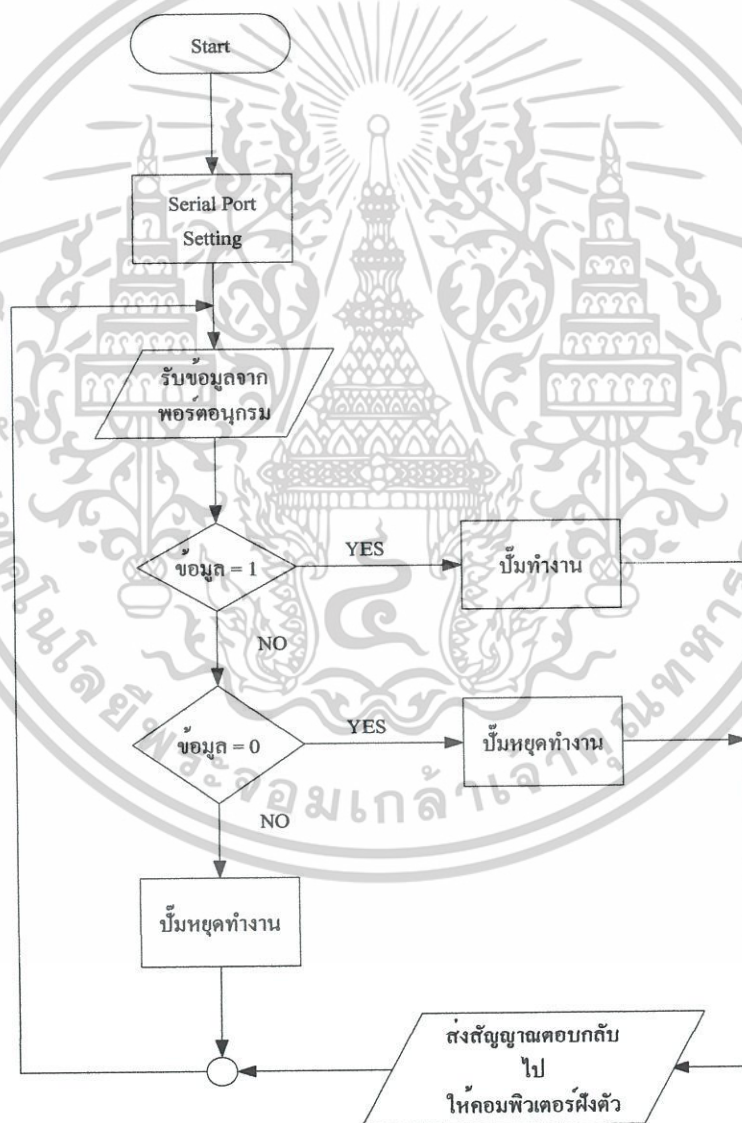 Start
Serial Port
Setting
รับข้อมูลจาก
พอร์ตอนุกรม
ข้อมูล = 1
YES
ปั๊มทำงาน
NO
ข้อมูล = 0
YES
ปั๊มหยุดทำงาน
NO
ปั๊มหยุดทำงาน
ส่งสัญญาณตอบกลับ
ไป
ให้คอมพิวเตอร์ฝังตัว